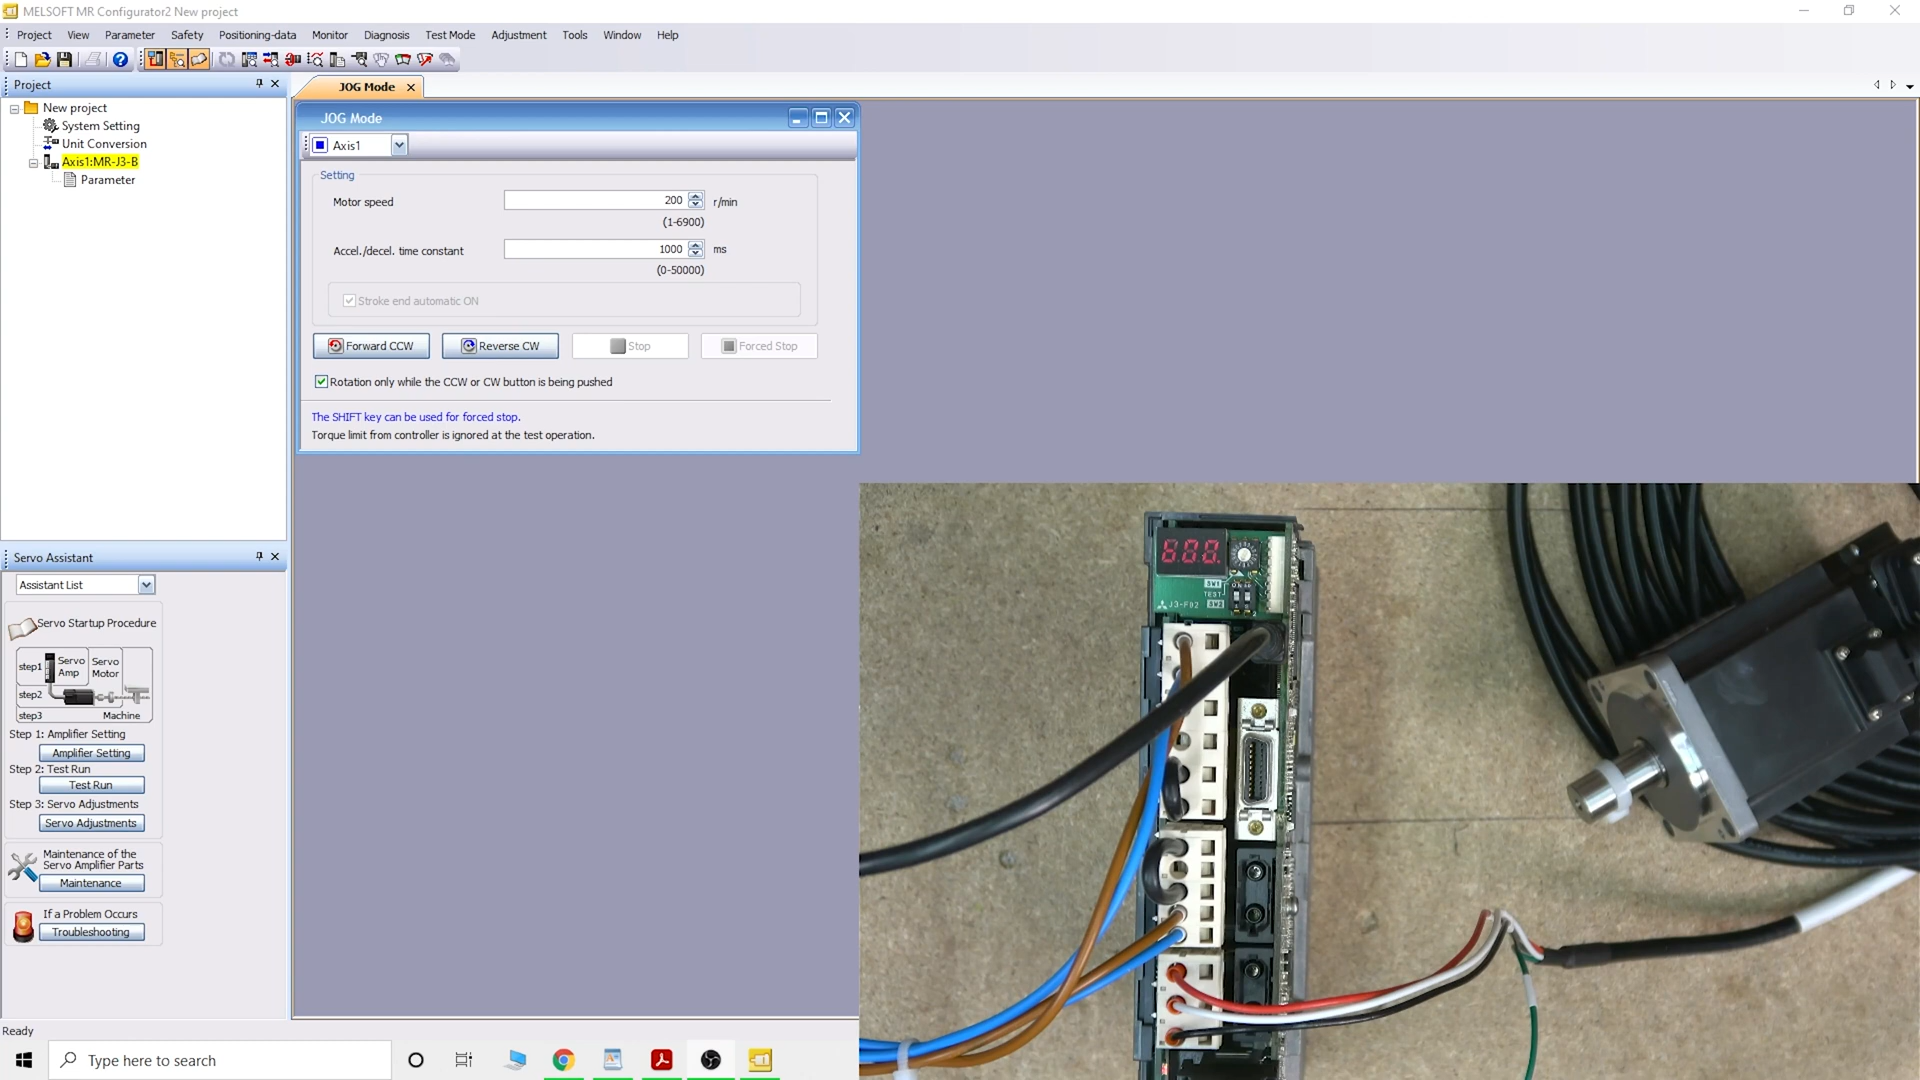 MELSOFT MR Configurator2 New project
Project View Parameter Safety Positioning-data Monitor Diagnosis Test Mode Adjustment Tools Window Help
Project
New project
System Setting
Unit Conversion
Axis1:MR-J3-B
Parameter
JOG Mode
JOG Mode
Axis1
Setting
Motor speed 200 r/min
(1-6900)
Accel./decel. time constant 1000 ms
(0-50000)
Stroke end automatic ON
Forward CCW Reverse CW Stop Forced Stop
Rotation only while the CCW or CW button is being pushed
The SHIFT key can be used for forced stop.
Torque limit from controller is ignored at the test operation.
Servo Assistant
Assistant List
Servo Startup Procedure
step1 Servo Amp Servo Motor
step2
step3 Machine
Step 1: Amplifier Setting
Amplifier Setting
Step 2: Test Run
Test Run
Step 3: Servo Adjustments
Servo Adjustments
Maintenance of the
Servo Amplifier Parts
Maintenance
If a Problem Occurs
Troubleshooting
Ready
Type here to search
SW1
TEST
SW2
J3-F92